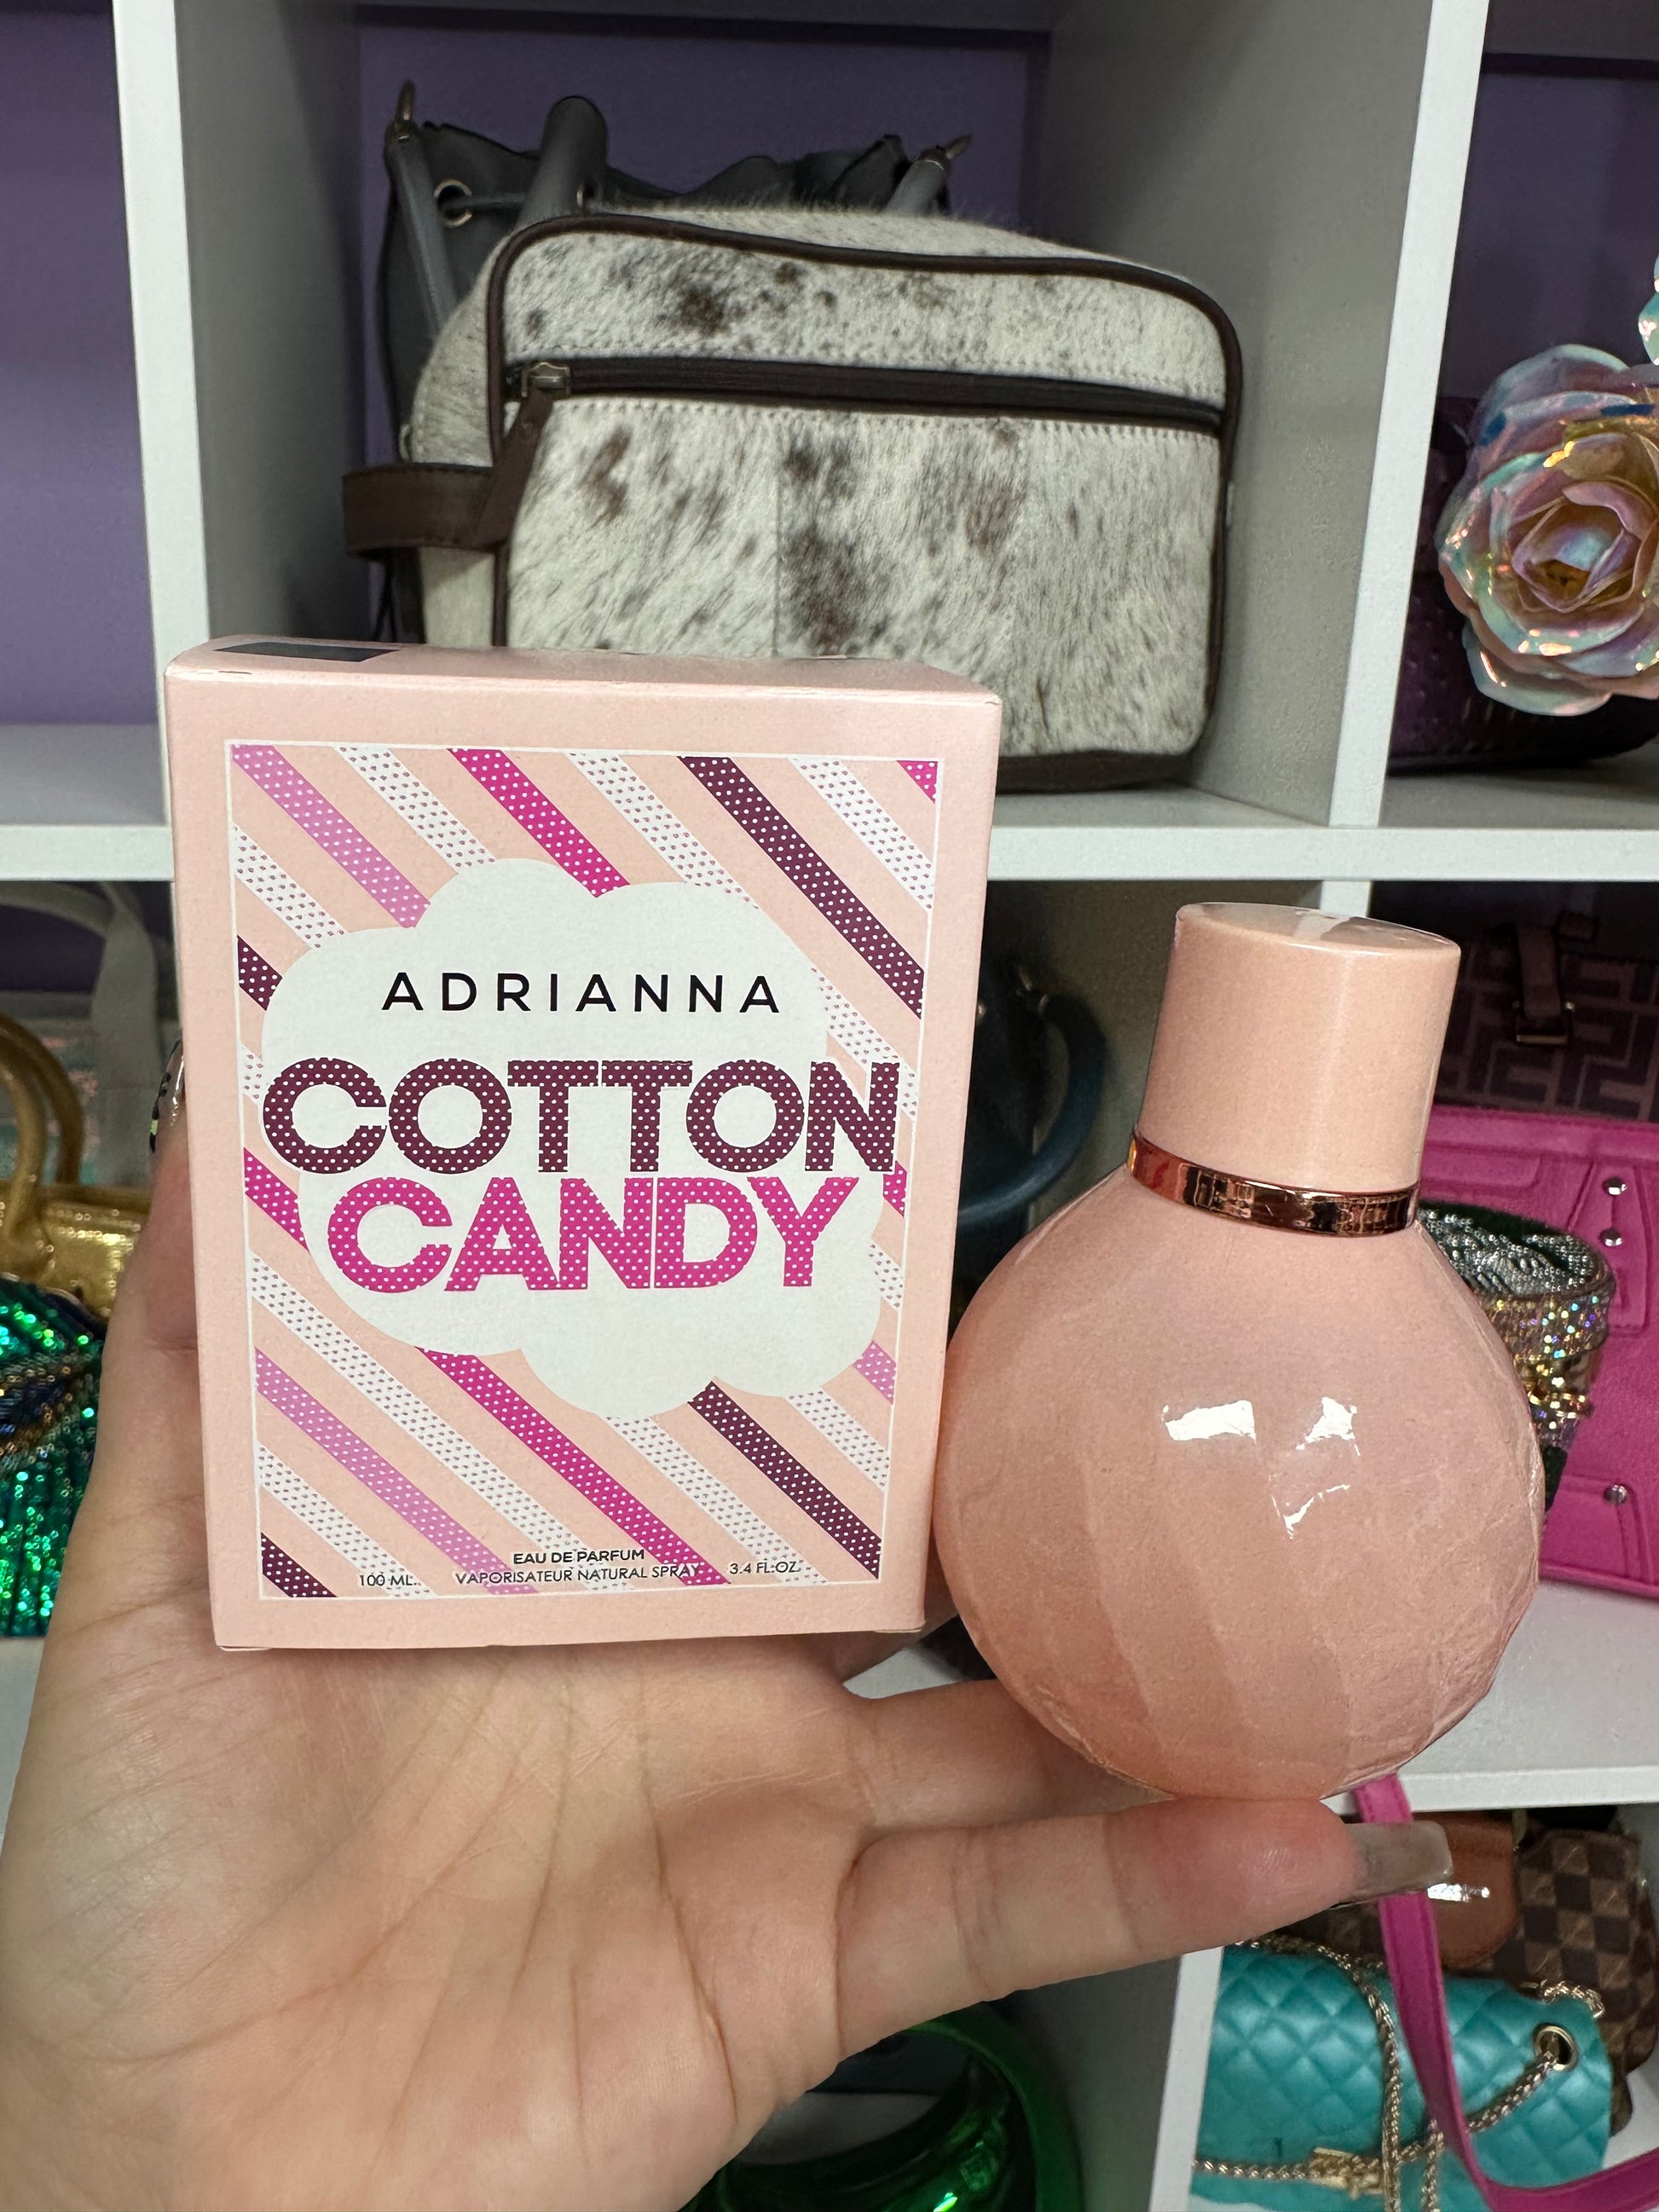 ADRIANNA
COTTON
CANDY
EAU DE PARFUM
100 ML. VAPORISATEUR NATURAL SPRAY 3.4 FL.OZ.